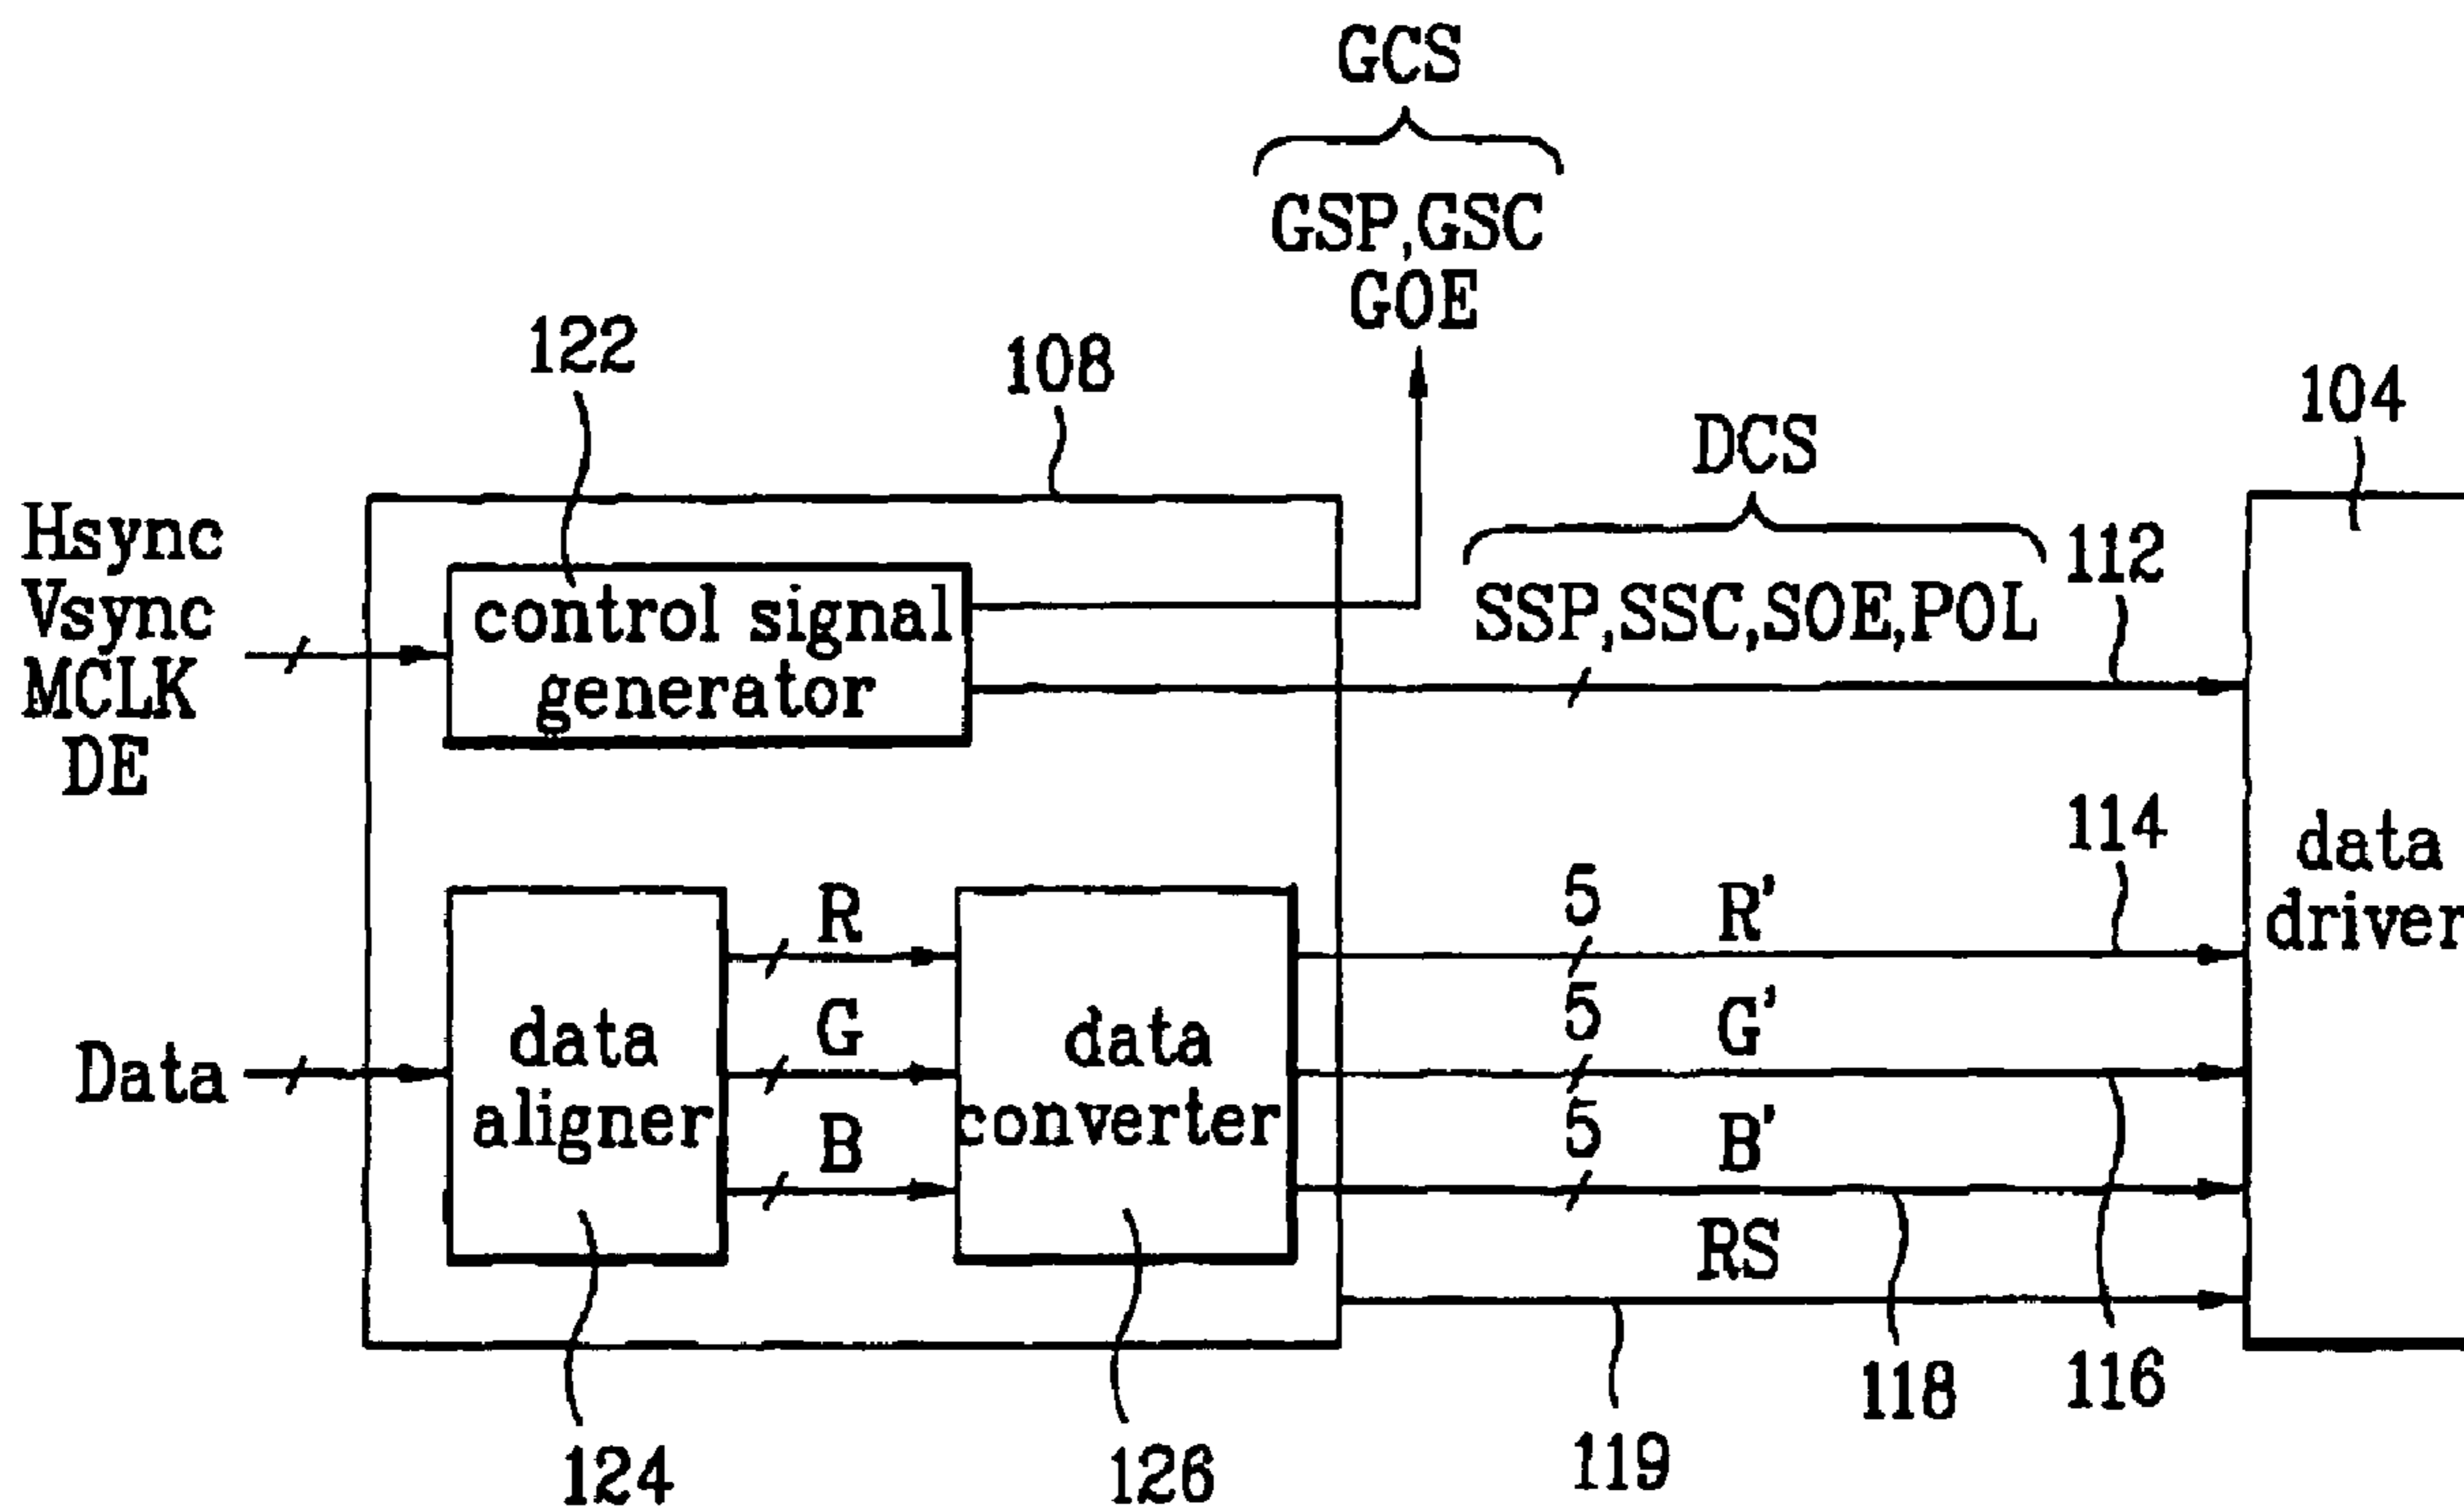 GCS
GSP,GSC
GOE
122
108
104
DCS
SSP,SSC,SOE,POL
112
Hsync
Vsync
MCLK
DE
control signal
generator
114
data
driver
R
G
B
5 R'
5 G'
5 B'
RS
Data
data
aligner
data
converter
118
116
119
124
126